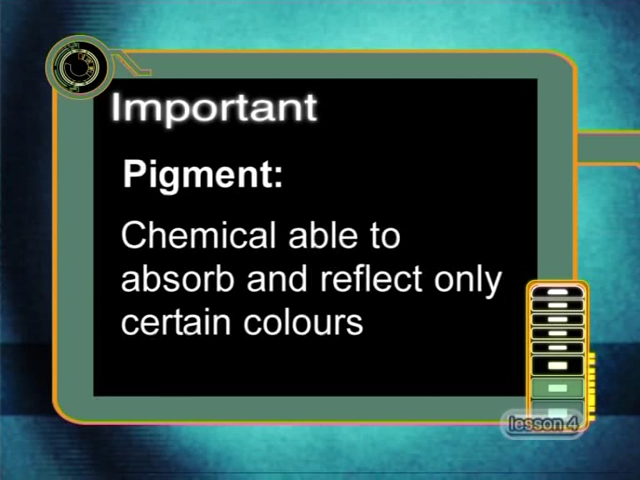 Important
Pigment:
Chemical able to
absorb and reflect only
certain colours
lesson 4